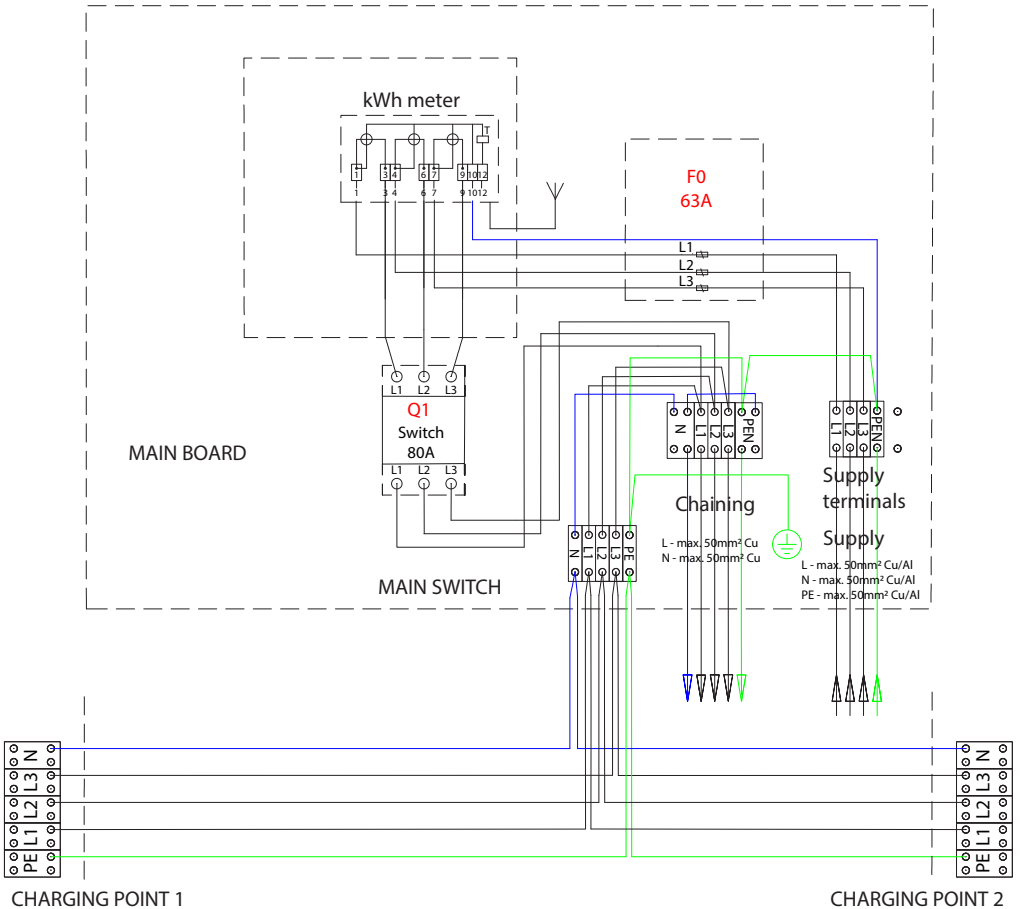 kWh meter
T
1 3 4 6 7 9 10 12
1 3 4 6 7 9 10 12
F0
63A
L1
L2
L3
L1 L2 L3
Q1
Switch
80A
L1 L2 L3
MAIN BOARD
N L1 L2 L3 PEN
L1 L2 L3 PEN
Supply
terminals
Chaining
L - max. 50mm² Cu
N - max. 50mm² Cu
Supply
L - max. 50mm² Cu/Al
N - max. 50mm² Cu/Al
PE - max. 50mm² Cu/Al
N L1 L2 L3 PE
MAIN SWITCH
N
L3
L2
L1
PE
N
L3
L2
L1
PE
CHARGING POINT 1
CHARGING POINT 2